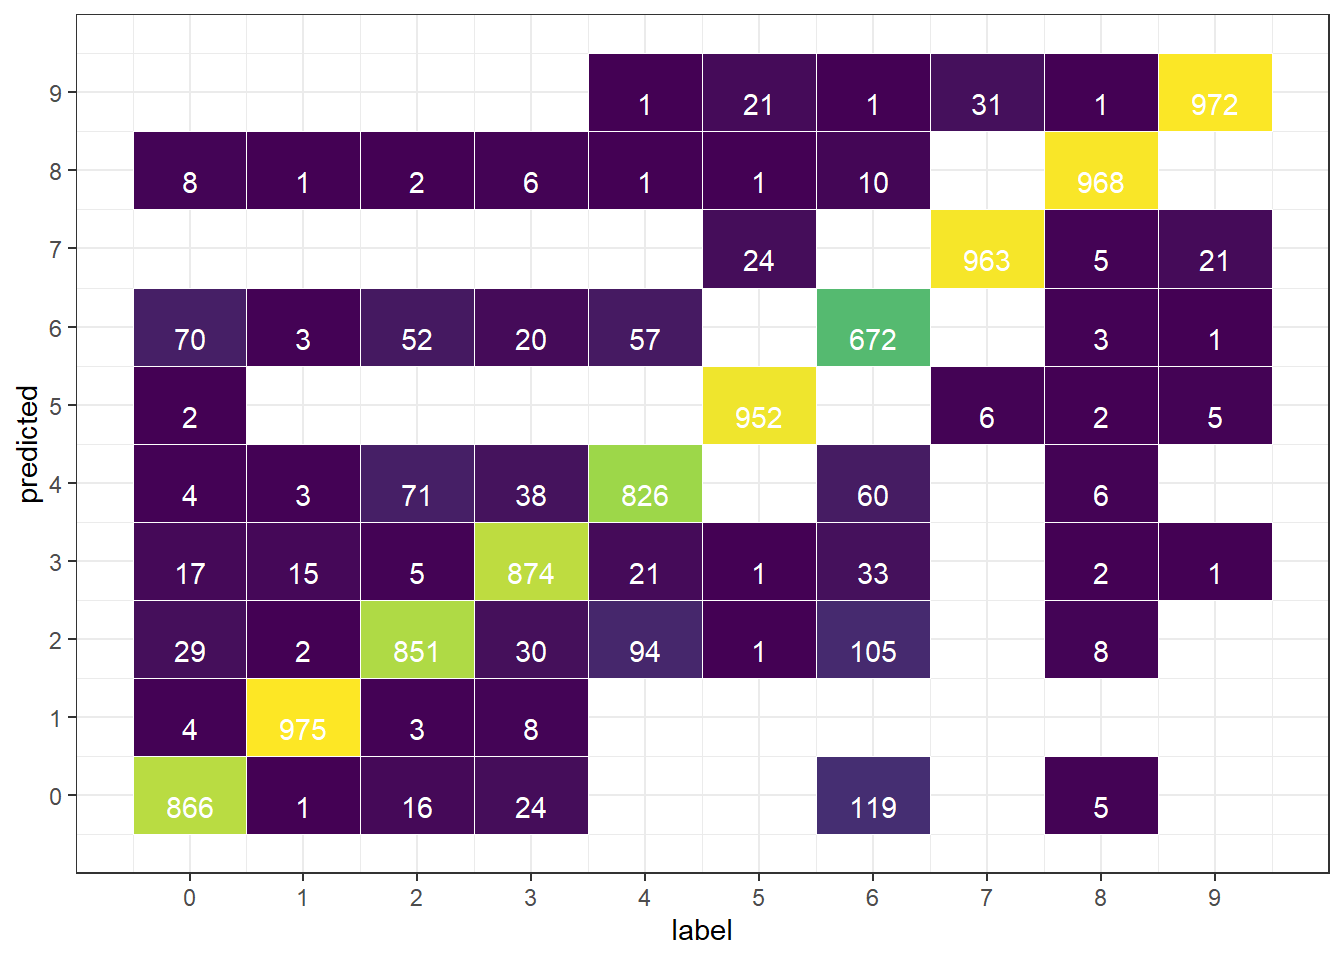 9 1 21 1 31 1 972
8 8 1 2 6 1 1 10 968
7 24 963 5 21
6 70 3 52 20 57 672 3 1
5 2 952 6 2 5
4 4 3 71 38 826 60 6
3 17 15 5 874 21 1 33 2 1
2 29 2 851 30 94 1 105 8
1 4 975 3 8
0 866 1 16 24 119 5
0 1 2 3 4 5 6 7 8 9
label
predicted